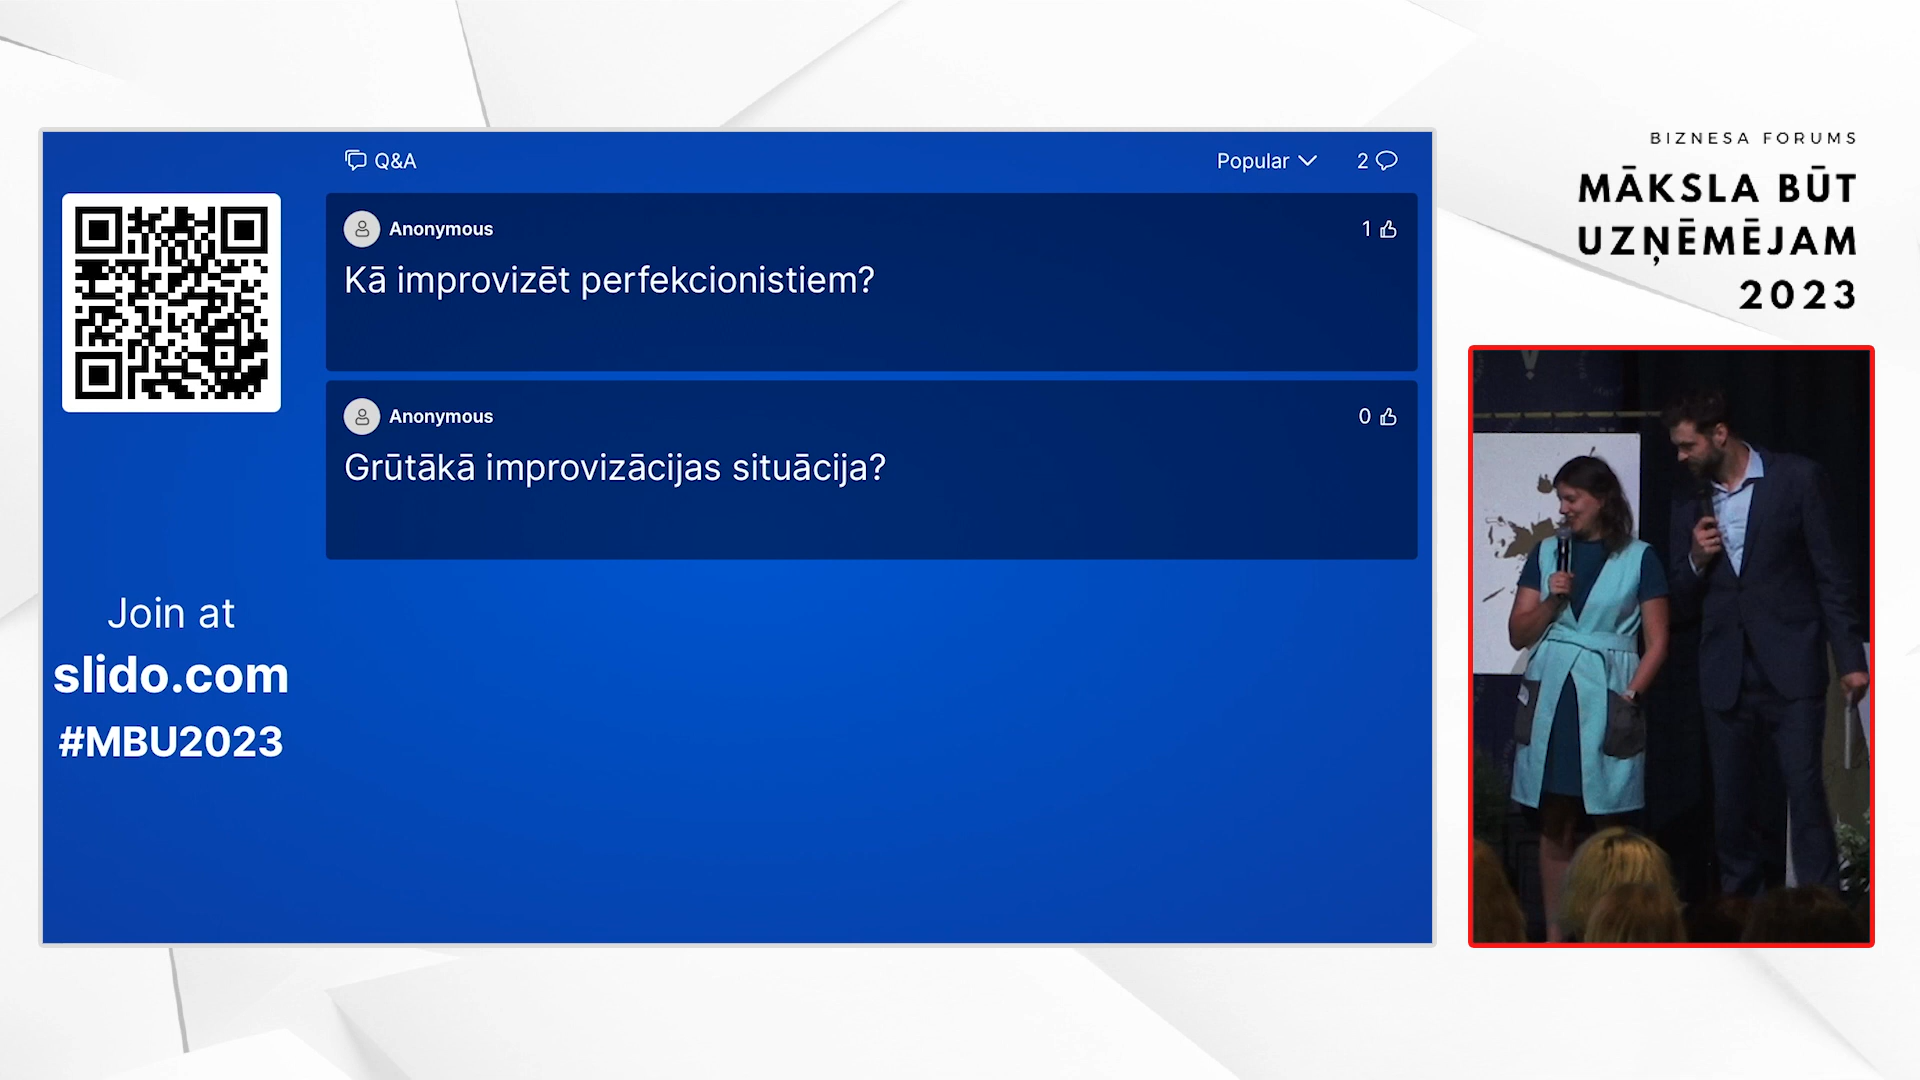 Q&A
Popular
2
Anonymous
1
Kā improvizēt perfekcionistiem?
Anonymous
0
Grūtākā improvizācijas situācija?
Join at
slido.com
#MBU2023
BIZNESA FORUMS
MĀKSLA BŪT
UZŅĒMĒJAM
2023